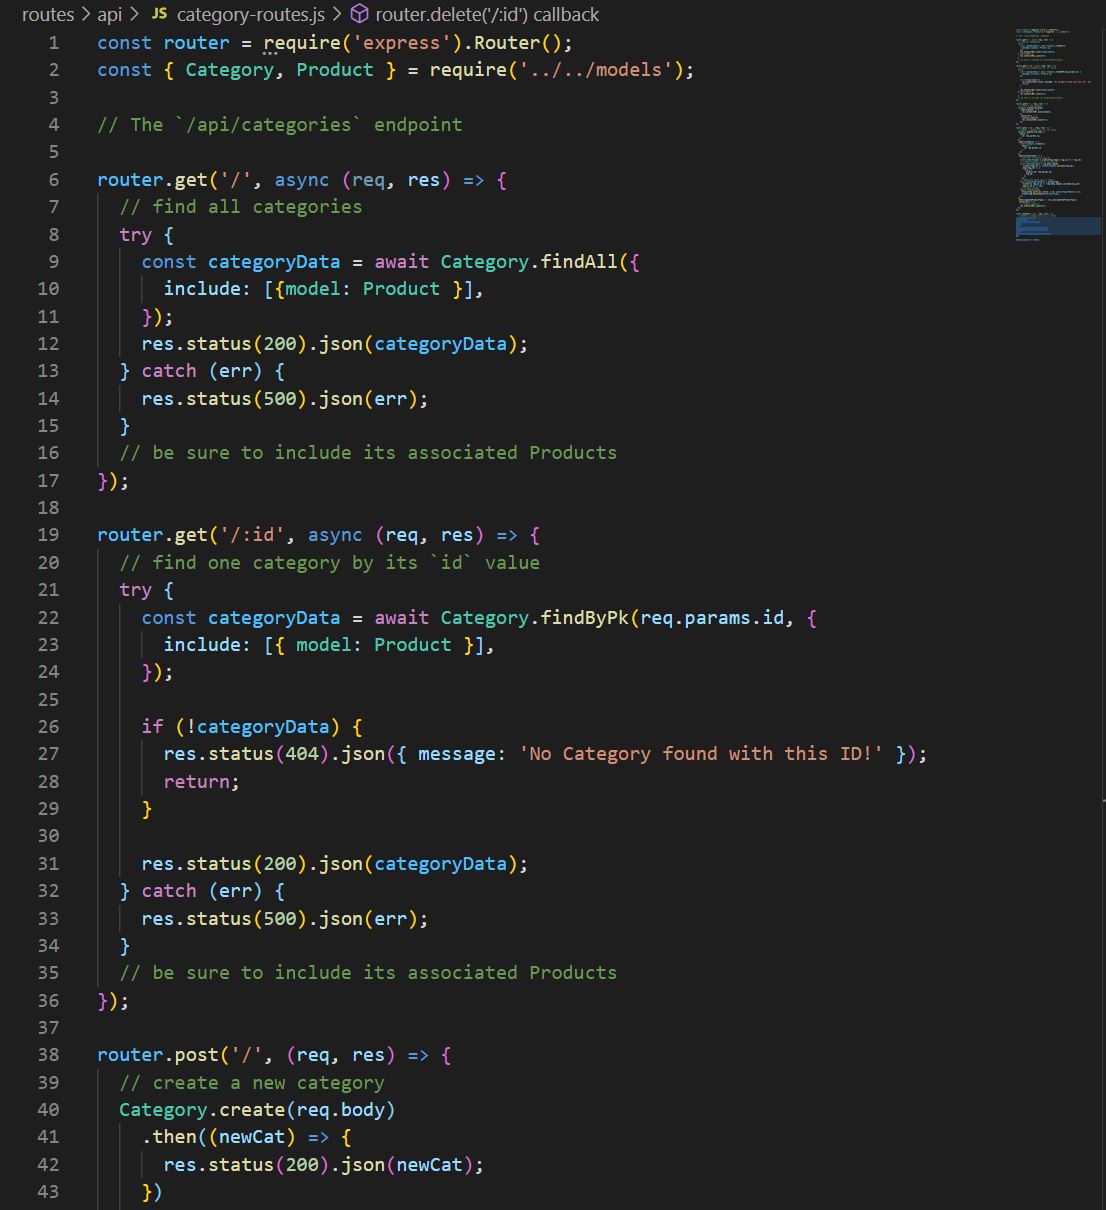 routes > api > JS category-routes.js > router.delete('/:id') callback
1 const router = require('express').Router();
2 const { Category, Product } = require('../../models');
3
4 // The `/api/categories` endpoint
5
6 router.get('/', async (req, res) => {
7   // find all categories
8   try {
9     const categoryData = await Category.findAll({
10       include: [{model: Product }],
11     });
12     res.status(200).json(categoryData);
13   } catch (err) {
14     res.status(500).json(err);
15   }
16   // be sure to include its associated Products
17 });
18
19 router.get('/:id', async (req, res) => {
20   // find one category by its `id` value
21   try {
22     const categoryData = await Category.findByPk(req.params.id, {
23       include: [{ model: Product }],
24     });
25
26     if (!categoryData) {
27       res.status(404).json({ message: 'No Category found with this ID!' });
28       return;
29     }
30
31     res.status(200).json(categoryData);
32   } catch (err) {
33     res.status(500).json(err);
34   }
35   // be sure to include its associated Products
36 });
37
38 router.post('/', (req, res) => {
39   // create a new category
40   Category.create(req.body)
41     .then((newCat) => {
42       res.status(200).json(newCat);
43     })